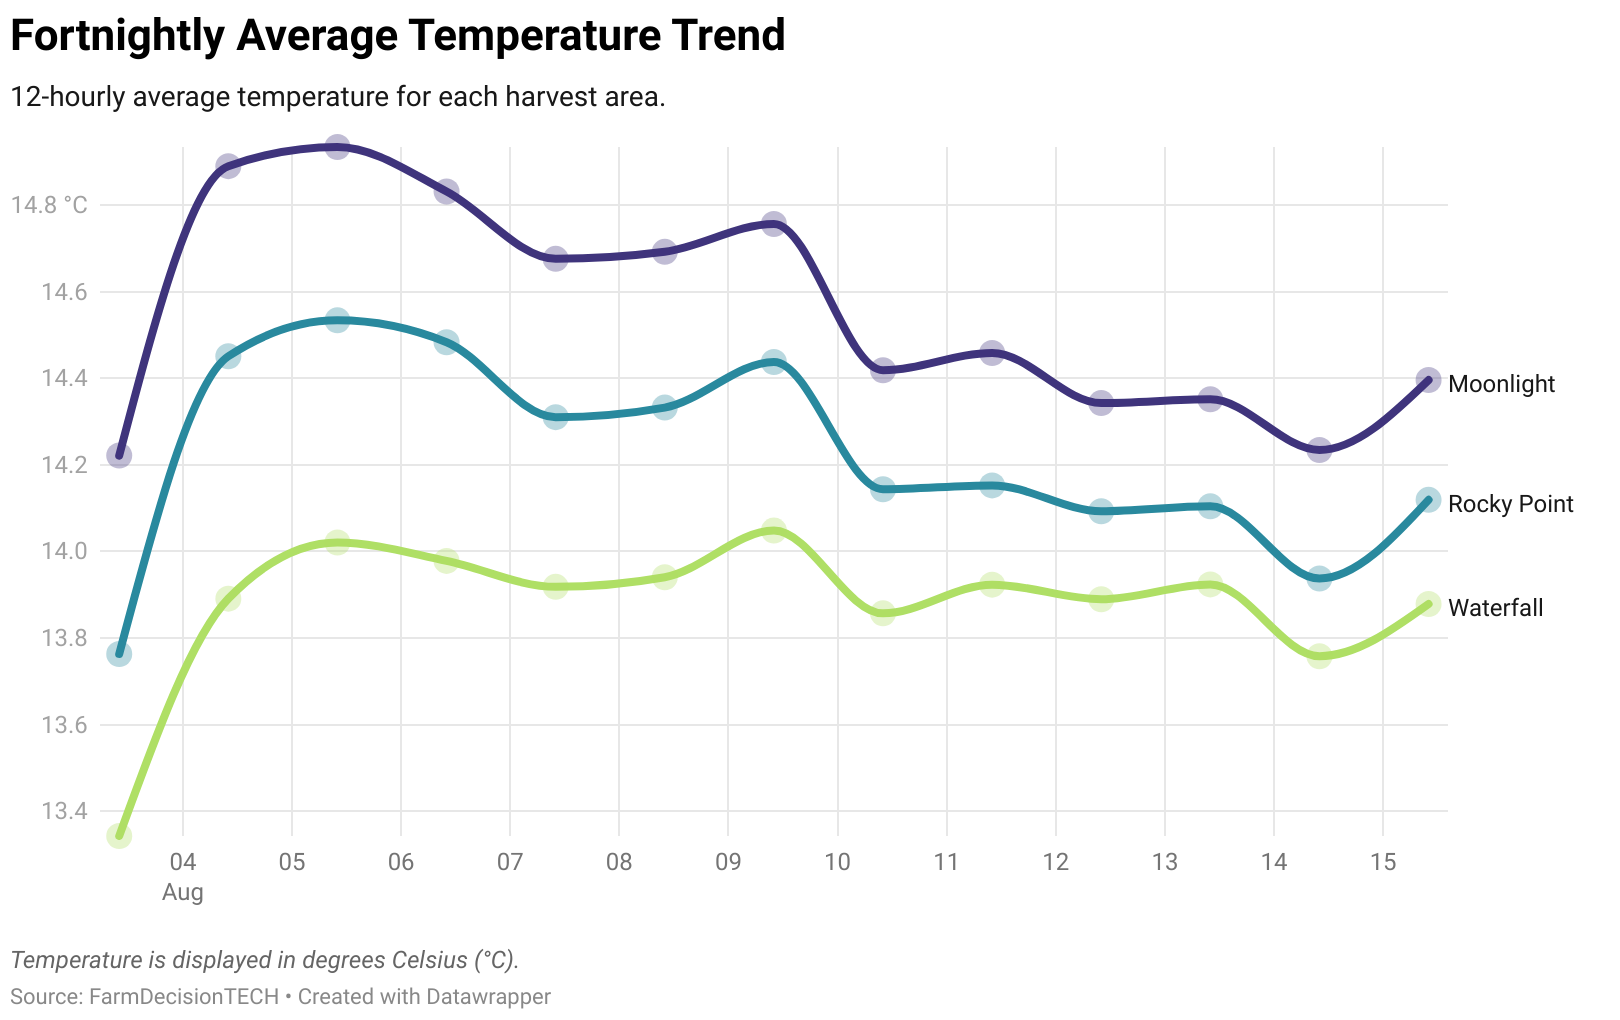 Fortnightly Average Temperature Trend
12-hourly average temperature for each harvest area.
14.8 °C
14.6
14.4
14.2
14.0
13.8
13.6
13.4
Moonlight
Rocky Point
Waterfall
04 05 06 07 08 09 10 11 12 13 14 15
Aug
Temperature is displayed in degrees Celsius (°C).
Source: FarmDecisionTECH • Created with Datawrapper